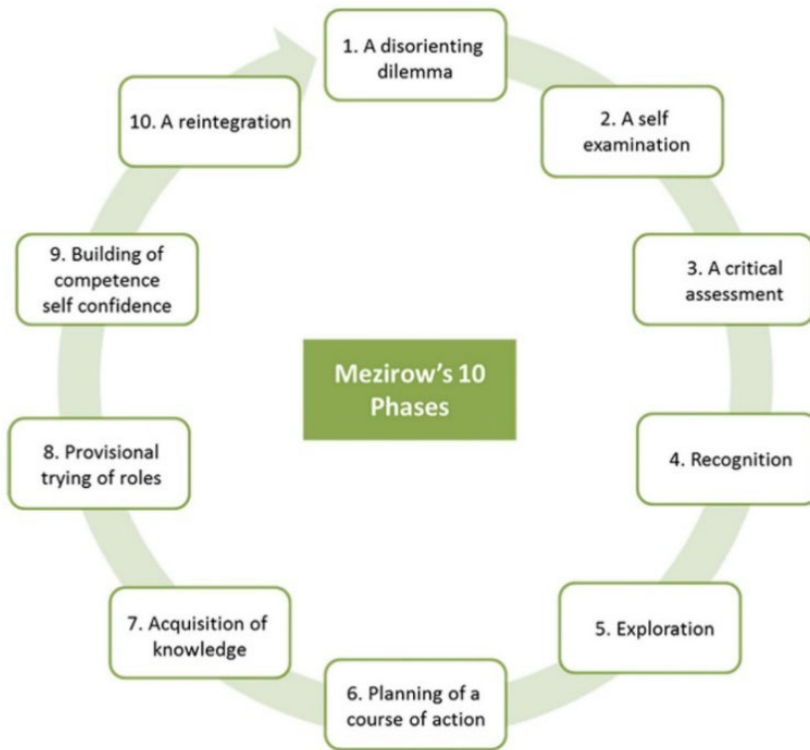 1. A disorienting
dilemma
2. A self
examination
3. A critical
assessment
4. Recognition
5. Exploration
6. Planning of a
course of action
7. Acquisition of
knowledge
8. Provisional
trying of roles
9. Building of
competence
self confidence
10. A reintegration
Mezirow's 10
Phases